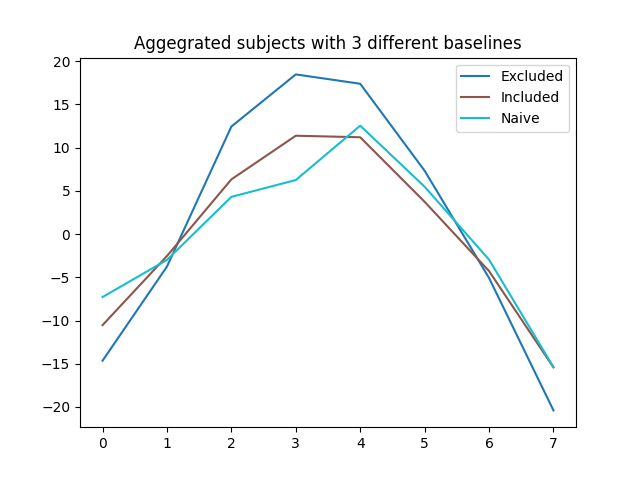 Aggegrated subjects with 3 different baselines
Excluded
Included
Naive
20
15
10
5
0
−5
−10
−15
−20
0 1 2 3 4 5 6 7